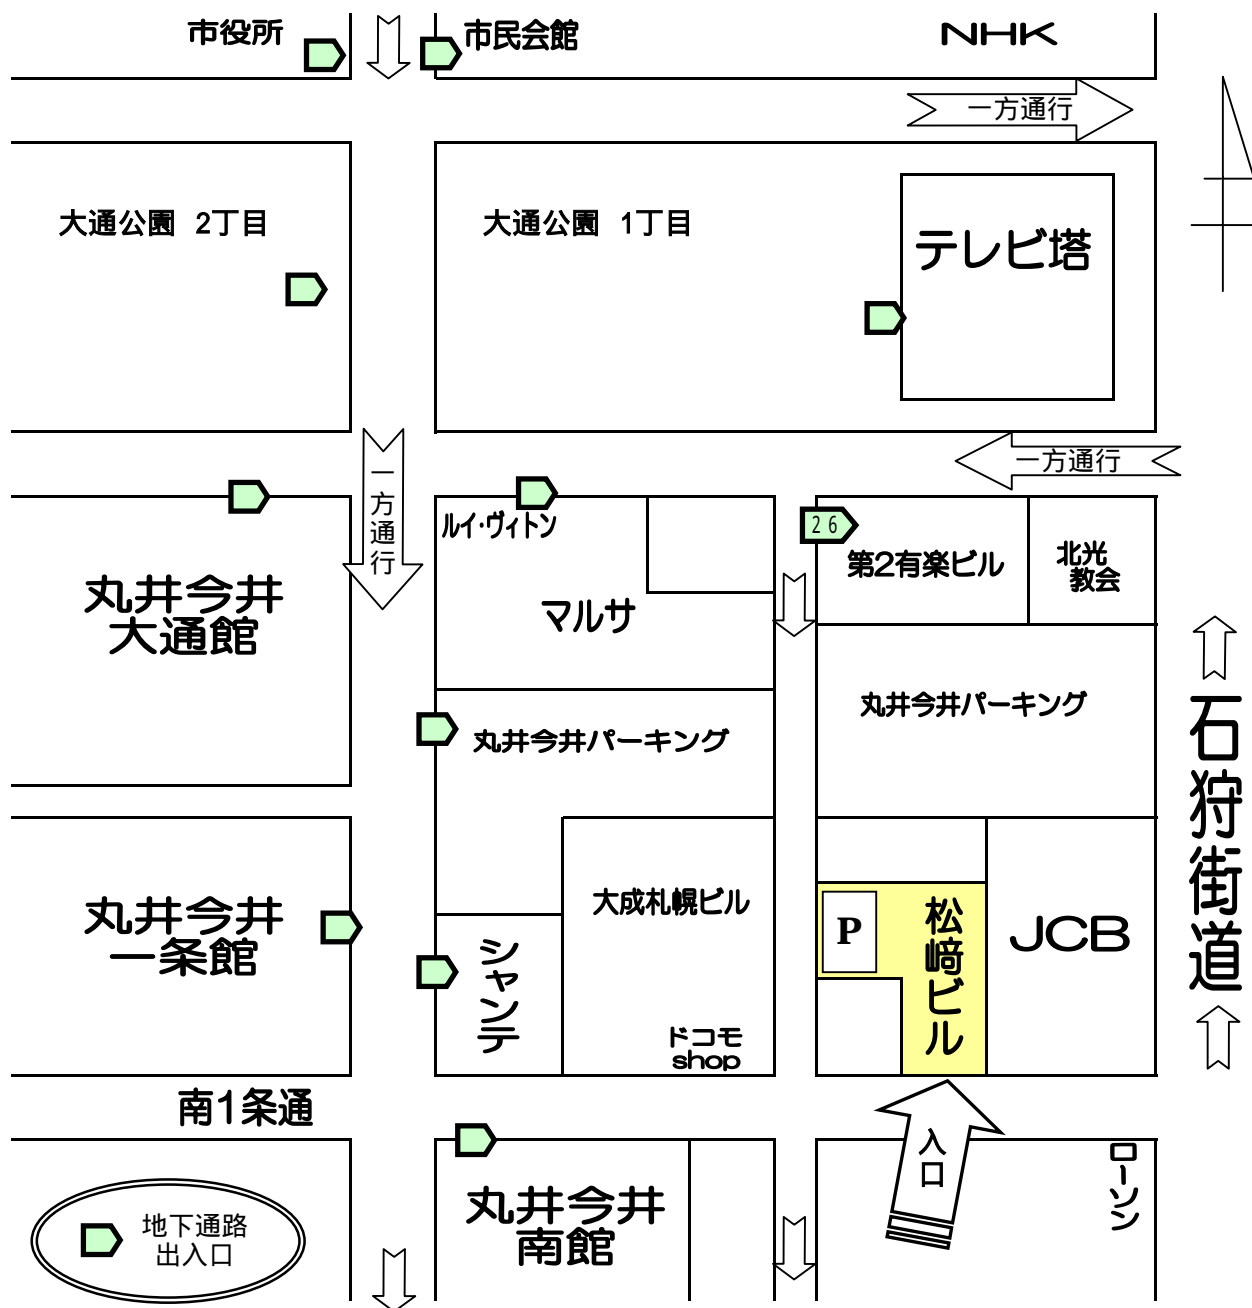 市役所
市民会館
NHK
一方通行
大通公園 2丁目
大通公園 1丁目
テレビ塔
一方通行
一方通行
ルイ・ヴィトン
26
第2有楽ビル
北光
教会
丸井今井
大通館
マルサ
丸井今井パーキング
丸井今井パーキング
石狩街道
丸井今井
一条館
シャンテ
大成札幌ビル
ドコモ
shop
P
松﨑ビル
JCB
南1条通
入口
ローソン
地下通路
出入口
丸井今井
南館